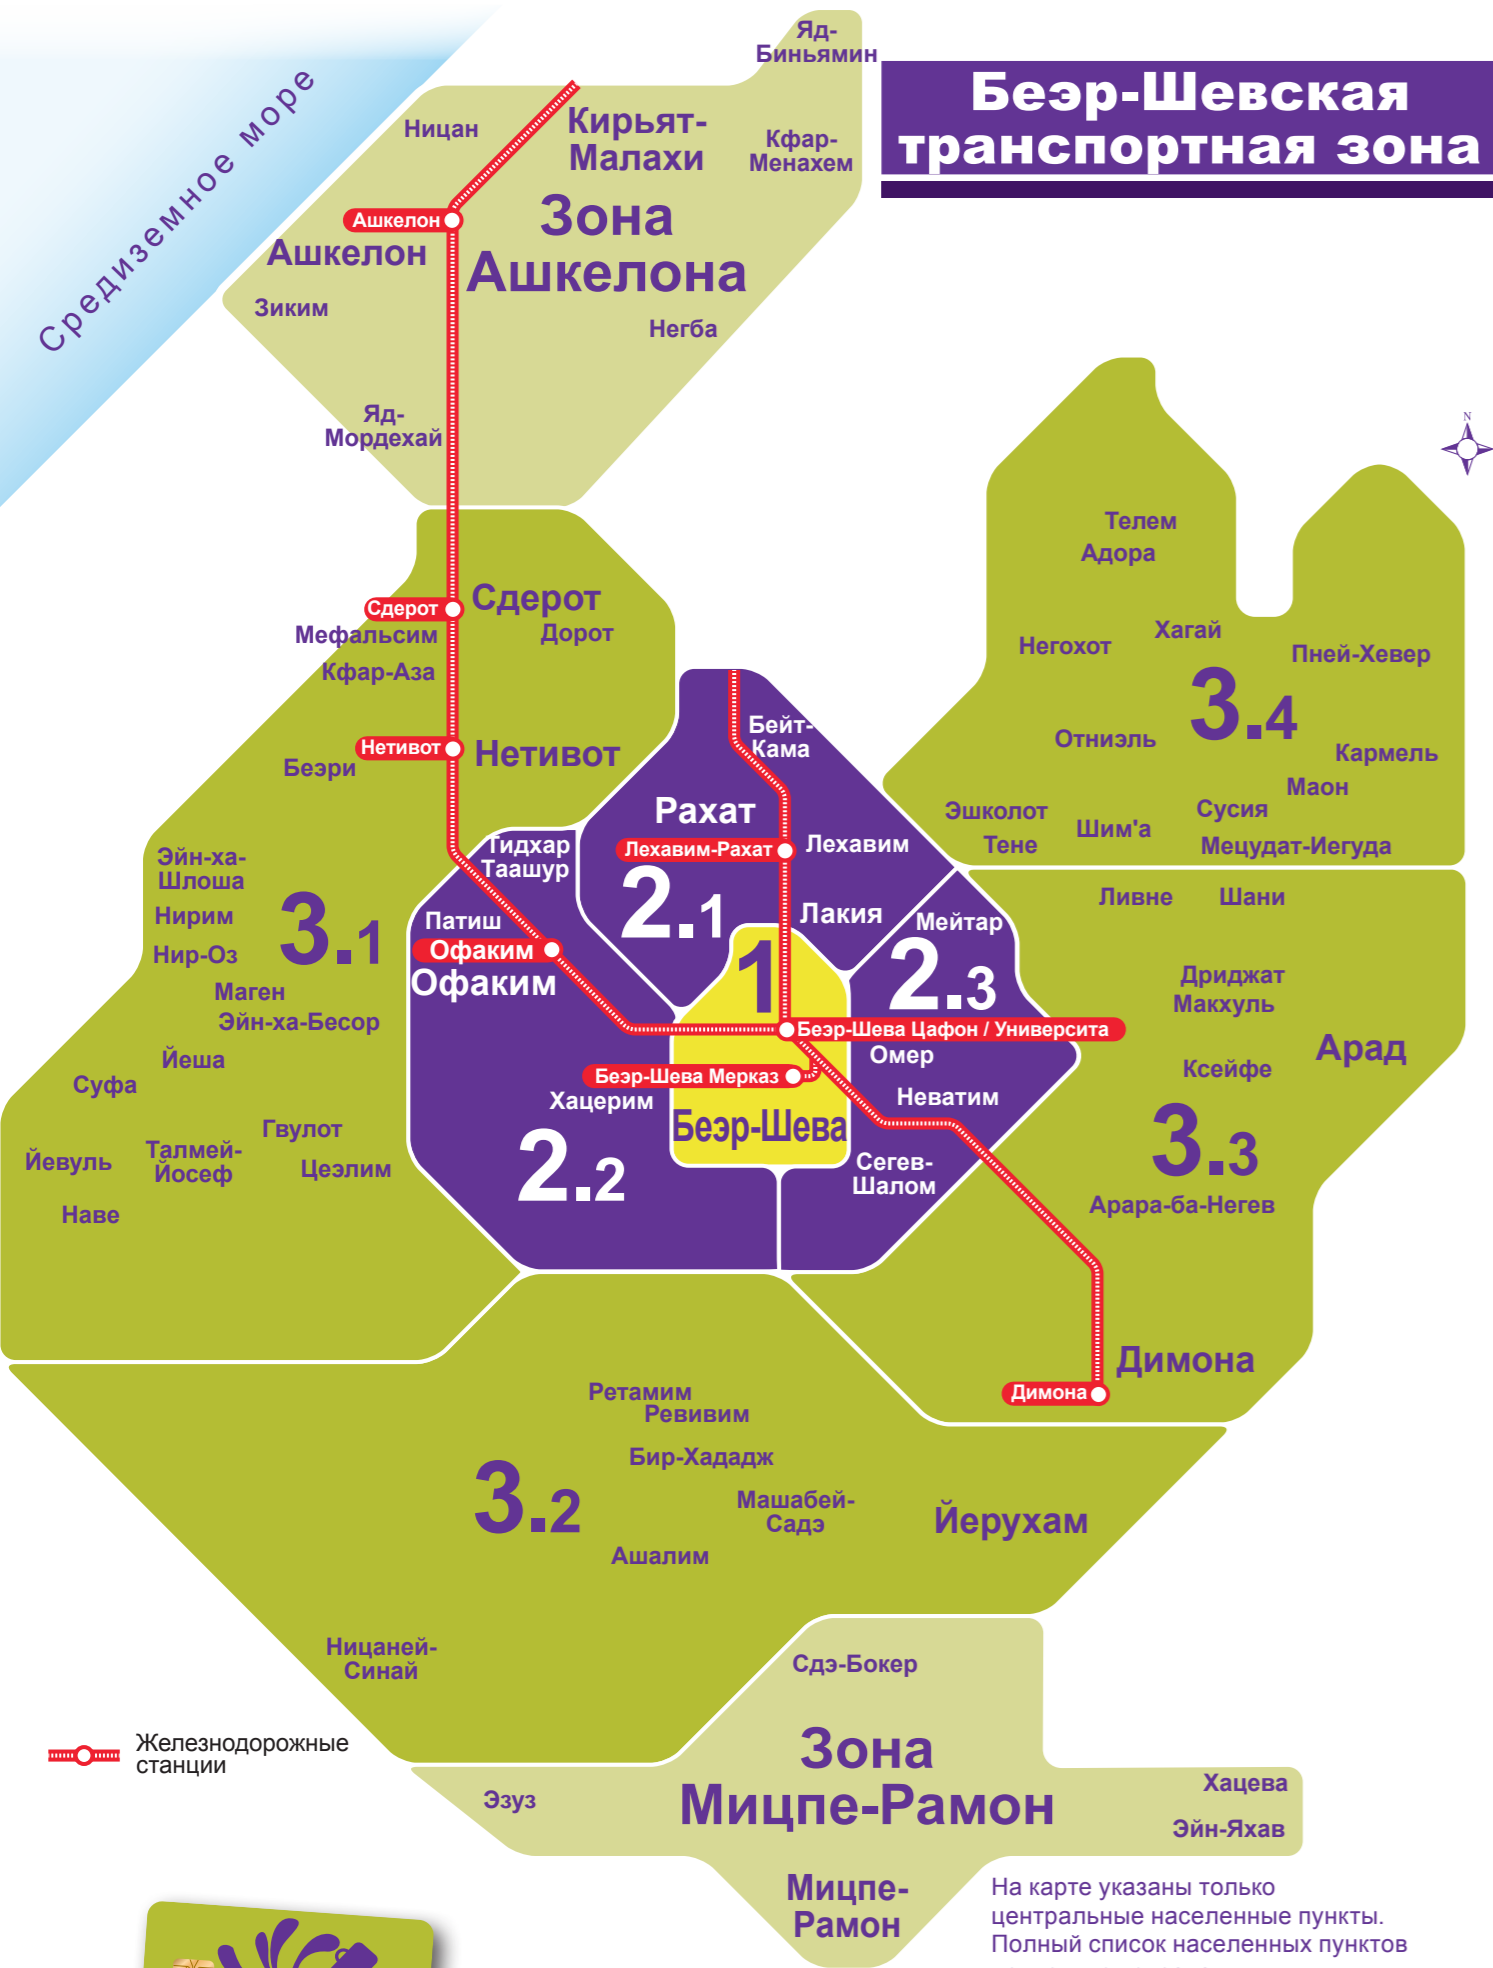 Беэр-Шевская
транспортная зона
Средиземное море
Яд-
Биньямин
Ницан
Кирьят-
Малахи
Кфар-
Менахем
Зона
Ашкелона
Ашкелон
Ашкелон
Зиким
Негба
Яд-
Мордехай
N
Сдерот
Сдерот
Мефальсим
Дорот
Кфар-Аза
Нетивот
Нетивот
Беэри
Эйн-ха-
Шлоша
Нирим
3.1
Нир-Оз
Маген
Эйн-ха-Бесор
Йеша
Суфа
Гвулот
Йевуль
Талмей-
Йосеф
Цеэлим
Наве
Телем
Адора
Негохот
Хагай
Пней-Хевер
3.4
Отниэль
Кармель
Маон
Эшколот
Сусия
Шим'а
Тене
Мецудат-Иегуда
Бейт-
Кама
Рахат
Лехавим-Рахат
Лехавим
2.1
Лакия
Тидхар
Таашур
Патиш
Офаким
Офаким
Хацерим
2.2
Мейтар
2.3
Омер
Неватим
Сегев-
Шалом
1
Беэр-Шева Цафон / Университа
Беэр-Шева Мерказ
Беэр-Шева
Ливне
Шани
Дриджат
Макхуль
Арад
Ксейфе
3.3
Арара-ба-Негев
Димона
Димона
Ретамим
Ревивим
Бир-Хададж
3.2
Машабей-
Садэ
Йерухам
Ашалим
Ницаней-
Синай
Сдэ-Бокер
Зона
Мицпе-Рамон
Эзуз
Хацева
Эйн-Яхав
Мицпе-
Рамон
Железнодорожные
станции
На карте указаны только
центральные населенные пункты.
Полный список населенных пунктов